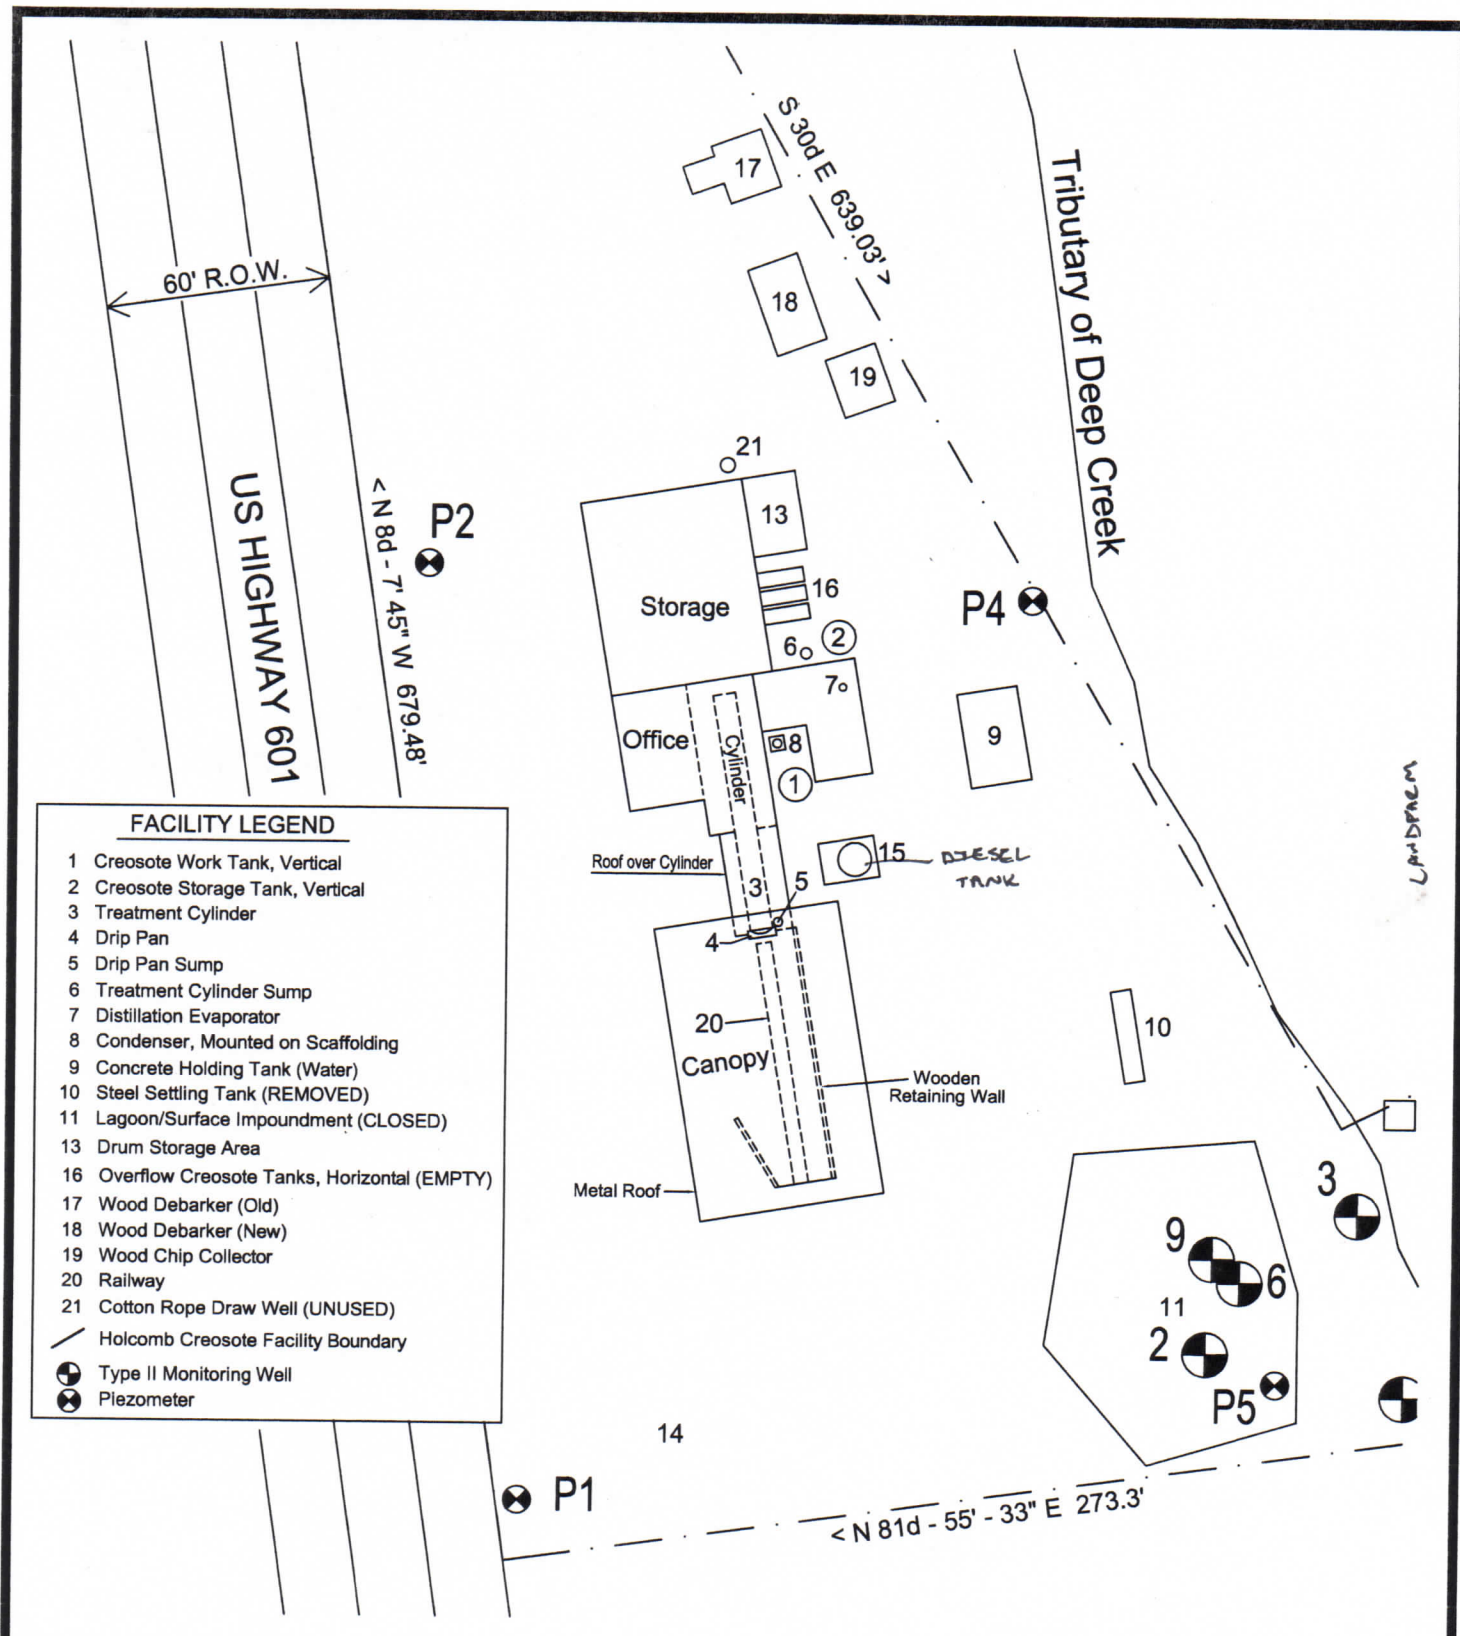 S 30d E 639.03' >
17
Tributary of Deep Creek
60' R.O.W.
18
19
21
US HIGHWAY 601
< N 8d - 7' 45" W 679.48'
P2
13
Storage
16
P4
6
2
7
Office
Cylinder
8
9
1
LANDFARM
Roof over Cylinder
15
DIESEL
TANK
3
5
4
20
Canopy
10
Wooden
Retaining Wall
Metal Roof
3
9
6
11
2
P5
14
P1
< N 81d - 55' - 33" E 273.3'
FACILITY LEGEND
1 Creosote Work Tank, Vertical
2 Creosote Storage Tank, Vertical
3 Treatment Cylinder
4 Drip Pan
5 Drip Pan Sump
6 Treatment Cylinder Sump
7 Distillation Evaporator
8 Condenser, Mounted on Scaffolding
9 Concrete Holding Tank (Water)
10 Steel Settling Tank (REMOVED)
11 Lagoon/Surface Impoundment (CLOSED)
13 Drum Storage Area
16 Overflow Creosote Tanks, Horizontal (EMPTY)
17 Wood Debarker (Old)
18 Wood Debarker (New)
19 Wood Chip Collector
20 Railway
21 Cotton Rope Draw Well (UNUSED)
Holcomb Creosote Facility Boundary
Type II Monitoring Well
Piezometer